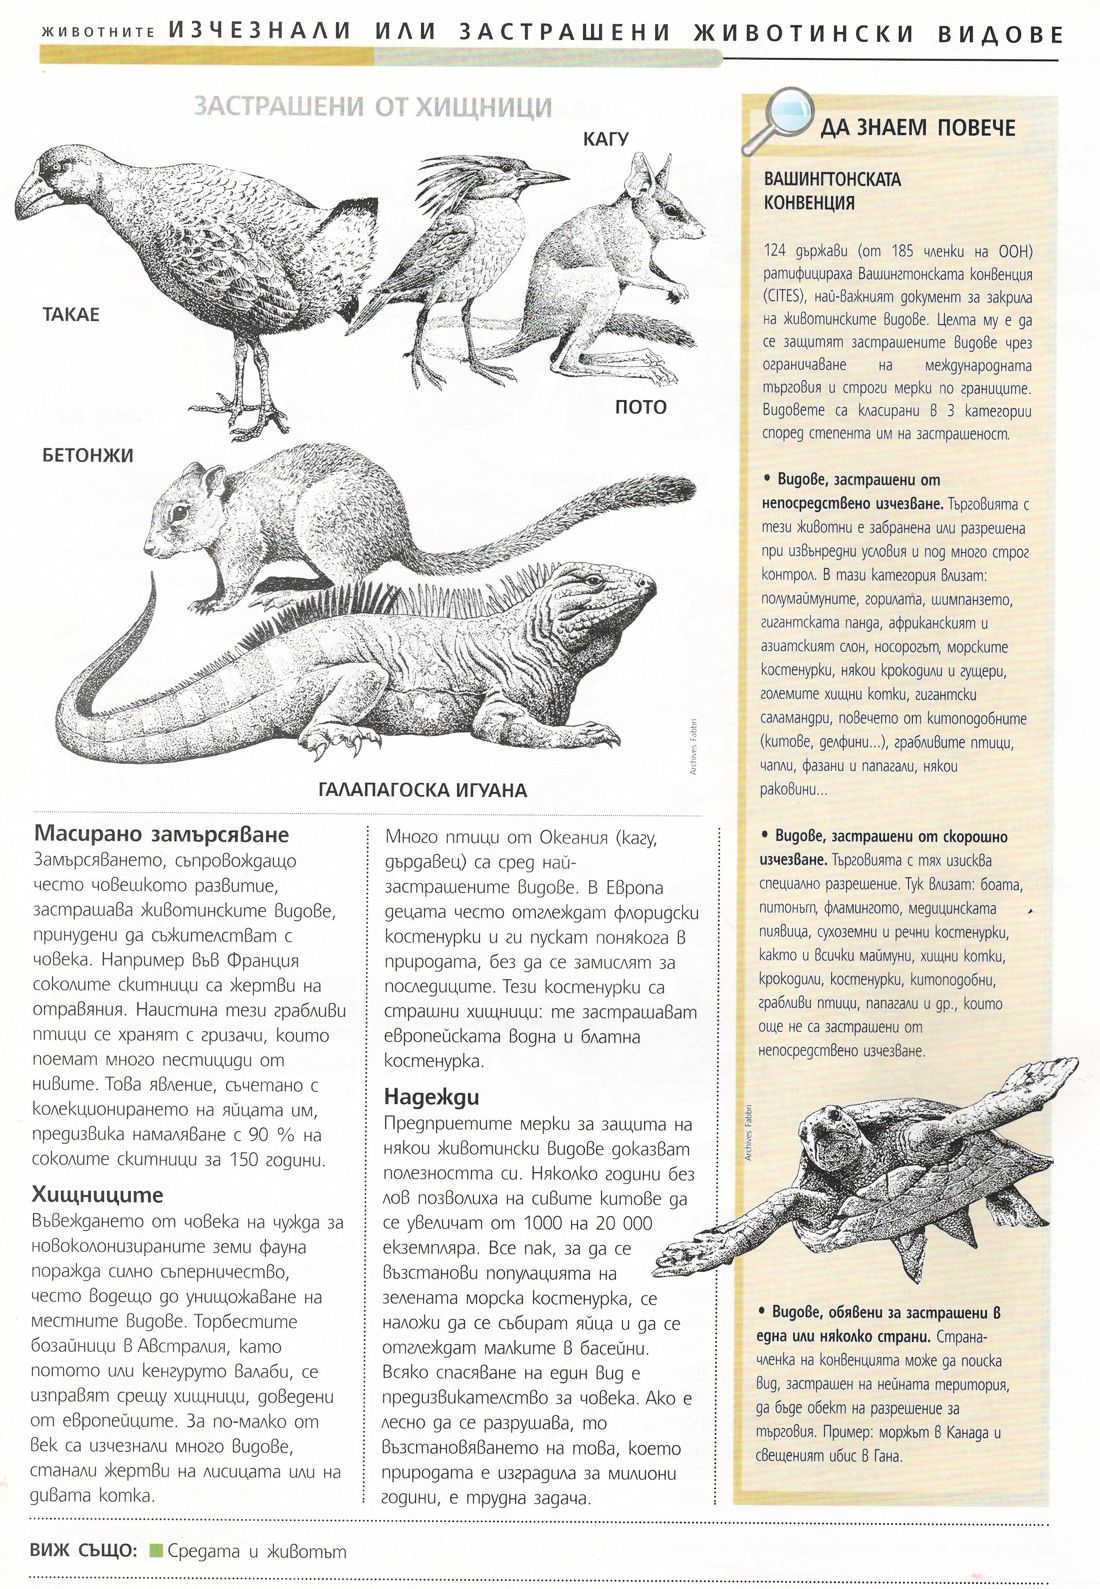 ЖИВОТНИТЕ ИЗЧЕЗНАЛИ ИЛИ ЗАСТРАШЕНИ ЖИВОТИНСКИ ВИДОВЕ
ЗАСТРАШЕНИ ОТ ХИЩНИЦИ
КАГУ
ТАКАЕ
ПОТО
БЕТОНЖИ
ГАЛАПАГОСКА ИГУАНА
Archives Fabbri
Масирано замърсяване
Замърсяването, съпровождащо
често човешкото развитие,
застрашава животинските видове,
принудени да съжителстват с
човека. Например във Франция
соколите скитници са жертви на
отравяния. Наистина тези грабливи
птици се хранят с гризачи, които
поемат много пестициди от
нивите. Това явление, съчетано с
колекционирането на яйцата им,
предизвика намаляване с 90 % на
соколите скитници за 150 години.
Хищниците
Въвеждането от човека на чужда за
новоколонизираните земи фауна
поражда силно съперничество,
често водещо до унищожаване на
местните видове. Торбестите
бозайници в Австралия, като
потото или кенгуруто валаби, се
изправят срещу хищници, доведени
от европейците. За по-малко от
век са изчезнали много видове,
станали жертви на лисицата или на
дивата котка.
Много птици от Океания (кагу,
дърдавец) са сред най-
застрашените видове. В Европа
децата често отглеждат флоридски
костенурки и ги пускат понякога в
природата, без да се замислят за
последиците. Тези костенурки са
страшни хищници: те застрашават
европейската водна и блатна
костенурка.
Надежди
Предприетите мерки за защита на
някои животински видове доказват
полезността си. Няколко години без
лов позволиха на сивите китове да
се увеличат от 1000 на 20 000
екземпляра. Все пак, за да се
възстанови популацията на
зелената морска костенурка, се
наложи да се събират яйца и да се
отглеждат малките в басейни.
Всяко спасяване на един вид е
предизвикателство за човека. Ако е
лесно да се разрушава, то
възстановяването на това, което
природата е изградила за милиони
години, е трудна задача.
ДА ЗНАЕМ ПОВЕЧЕ
ВАШИНГТОНСКАТА
КОНВЕНЦИЯ
124 държави (от 185 членки на ООН)
ратифицираха Вашингтонската конвенция
(CITES), най-важният документ за закрила
на животинските видове. Целта му е да
се защитят застрашените видове чрез
ограничаване на международната
търговия и строги мерки по границите.
Видовете са класирани в 3 категории
според степента им на застрашеност.
• Видове, застрашени от
непосредствено изчезване. Търговията с
тези животни е забранена или разрешена
при извънредни условия и под много строг
контрол. В тази категория влизат:
полумаймуните, горилата, шимпанзето,
гигантската панда, африканският и
азиатският слон, носорогът, морските
костенурки, някои крокодили и гущери,
големите хищни котки, гигантски
саламандри, повечето от китоподобните
(китове, делфини...), грабливите птици,
чапли, фазани и папагали, някои
раковини...
• Видове, застрашени от скорошно
изчезване. Търговията с тях изисква
специално разрешение. Тук влизат: боата,
питонът, фламингото, медицинската
пиявица, сухоземни и речни костенурки,
както и всички маймуни, хищни котки,
крокодили, костенурки, китоподобни,
грабливи птици, папагали и др., които
още не са застрашени от
непосредствено изчезване.
Archives Fabbri
• Видове, обявени за застрашени в
една или няколко страни. Страна-
членка на конвенцията може да поиска
вид, застрашен на нейната територия,
да бъде обект на разрешение за
търговия. Пример: моржът в Канада и
свещеният ибис в Гана.
ВИЖ СЪЩО: Средата и животът